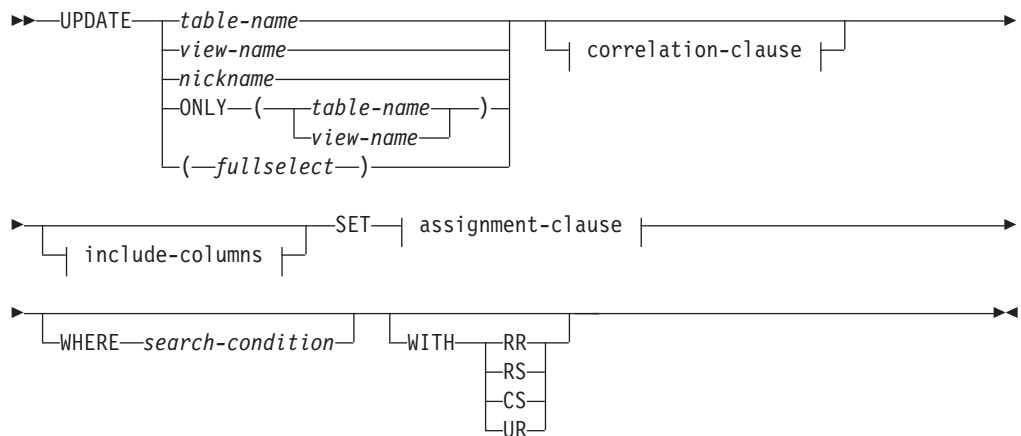 UPDATE table-name correlation-clause
view-name
nickname
ONLY ( table-name )
view-name
( fullselect )
include-columns SET assignment-clause
WHERE search-condition WITH RR
RS
CS
UR